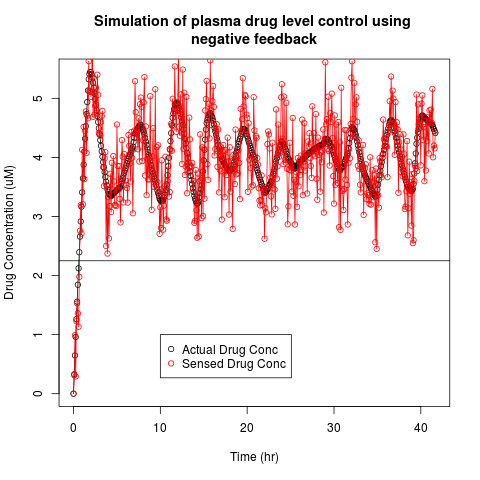 Simulation of plasma drug level control using
negative feedback
Drug Concentration (uM)
5
4
3
2
1
0
Actual Drug Conc
Sensed Drug Conc
0 10 20 30 40
Time (hr)